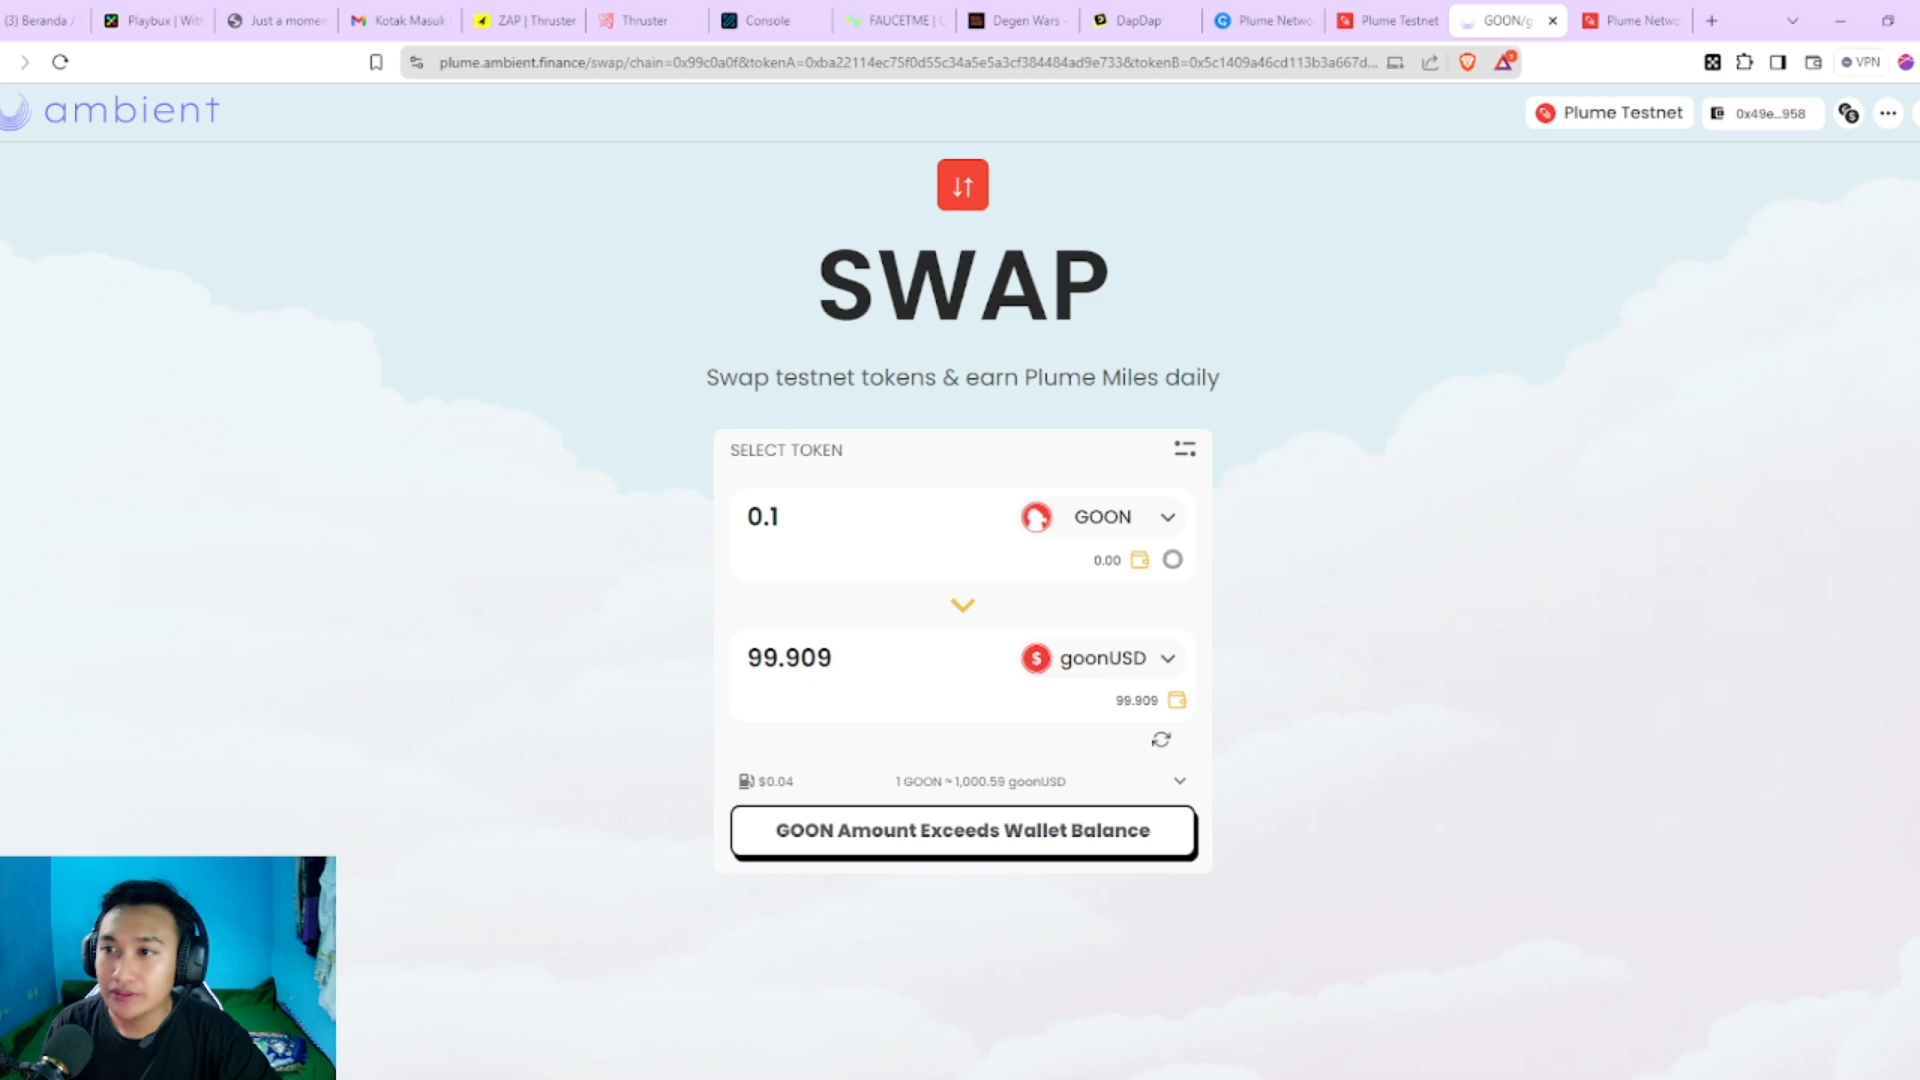 (3) Beranda /
Playbux | With
Just a momen
Kotak Masuk
ZAP | Thruster
Thruster
Console
FAUCETME | C
Degen Wars -
DapDap
Plume Netwo
Plume Testnet
GOON/g
Plume Netwo
plume.ambient.finance/swap/chain=0x99c0a0f&tokenA=0xba22114ec75f0d55c34a5e5a3cf384484ad9e733&tokenB=0x5c1409a46cd113b3a667d...
VPN
ambient
Plume Testnet
0x49e...958
SWAP
Swap testnet tokens & earn Plume Miles daily
SELECT TOKEN
0.1
GOON
0.00
99.909
$
goonUSD
99.909
$0.04
1 GOON ≈ 1,000.59 goonUSD
GOON Amount Exceeds Wallet Balance